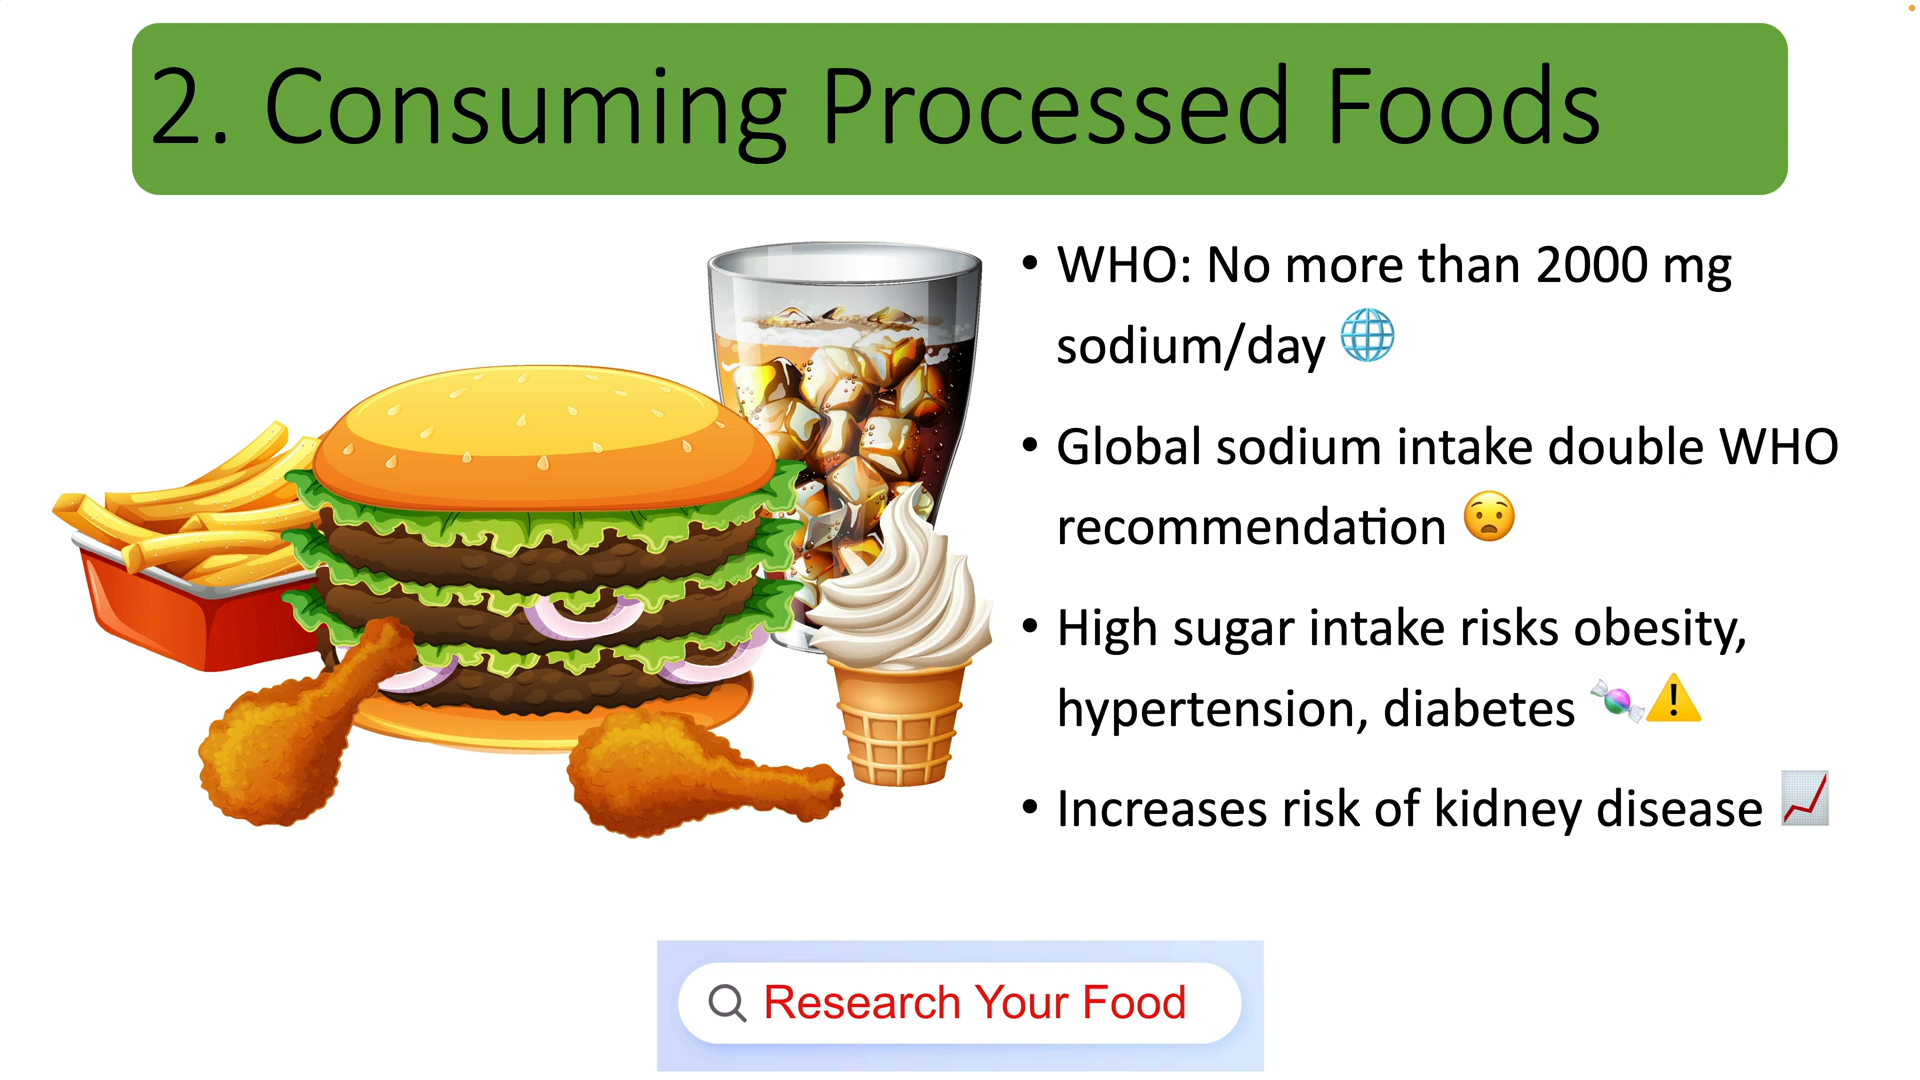 2. Consuming Processed Foods
• WHO: No more than 2000 mg
sodium/day 🌐
• Global sodium intake double WHO
recommendation 😧
• High sugar intake risks obesity,
hypertension, diabetes 🍬⚠️
• Increases risk of kidney disease 📈
Research Your Food